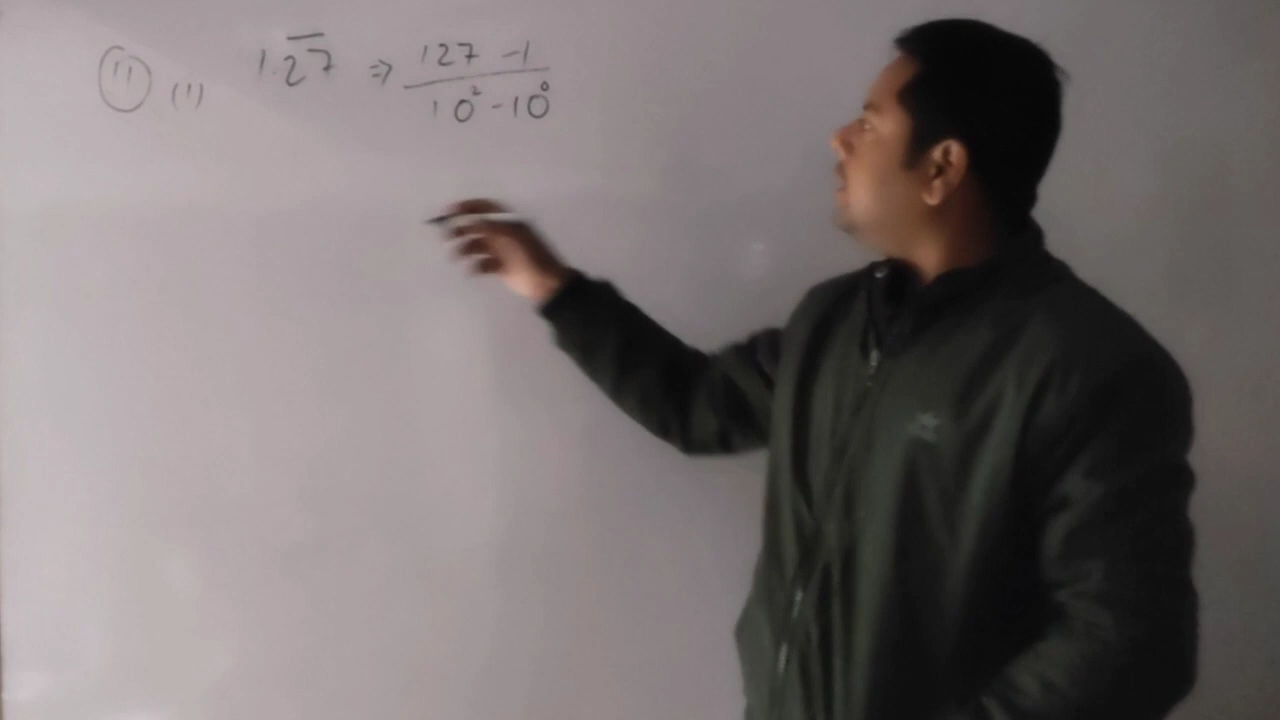 (11) (1) 1.2̅7̅ ⇒ (127 - 1) / (10² - 10⁰)